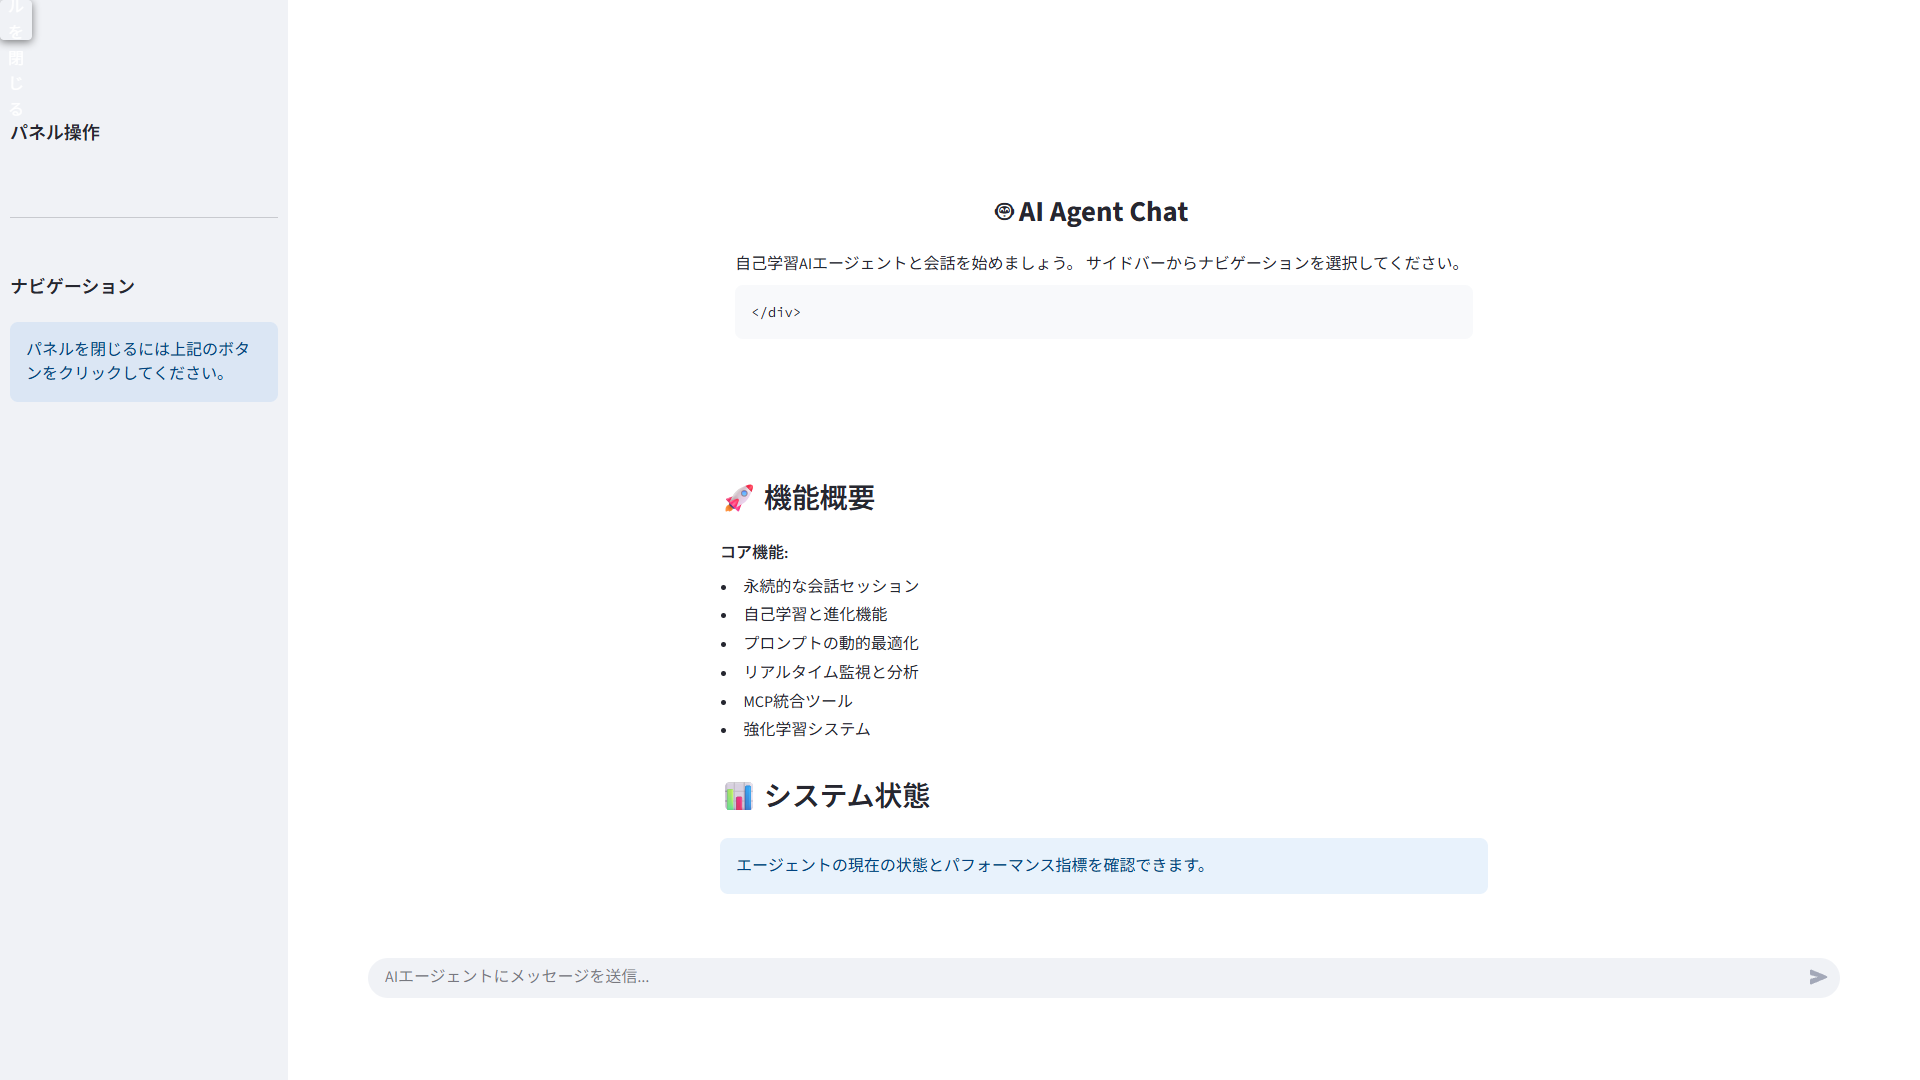 ル
を
閉
じ
る
パネル操作
ナビゲーション
パネルを閉じるには上記のボタ
ンをクリックしてください。
AI Agent Chat
自己学習AIエージェントと会話を始めましょう。 サイドバーからナビゲーションを選択してください。
</div>
機能概要
コア機能:
永続的な会話セッション
自己学習と進化機能
プロンプトの動的最適化
リアルタイム監視と分析
MCP統合ツール
強化学習システム
システム状態
エージェントの現在の状態とパフォーマンス指標を確認できます。
AIエージェントにメッセージを送信...